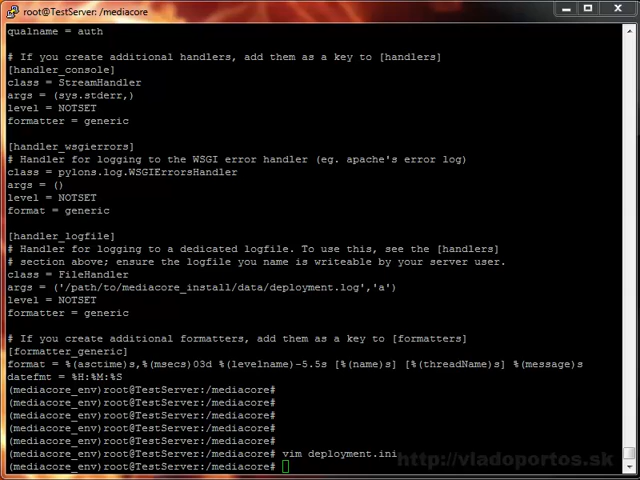 root@TestServer: /mediacore
qualname = auth
# If you create additional handlers, add them as a key to [handlers]
[handler_console]
class = StreamHandler
args = (sys.stderr,)
level = NOTSET
formatter = generic
[handler_wsgierrors]
# Handler for logging to the WSGI error handler (eg. apache's error log)
class = pylons.log.WSGIErrorsHandler
args = ()
level = NOTSET
format = generic
[handler_logfile]
# Handler for logging to a dedicated logfile. To use this, see the [handlers]
# section above; ensure the logfile you name is writeable by your server user.
class = FileHandler
args = ('/path/to/mediacore_install/data/deployment.log','a')
level = NOTSET
formatter = generic
# If you create additional formatters, add them as a key to [formatters]
[formatter_generic]
format = %(asctime)s,%(msecs)03d %(levelname)-5.5s [%(name)s] [%(threadName)s] %(message)s
datefmt = %H:%M:%S
(mediacore_env)root@TestServer:/mediacore#
(mediacore_env)root@TestServer:/mediacore#
(mediacore_env)root@TestServer:/mediacore#
(mediacore_env)root@TestServer:/mediacore#
(mediacore_env)root@TestServer:/mediacore#
(mediacore_env)root@TestServer:/mediacore# vim deployment.ini
(mediacore_env)root@TestServer:/mediacore#
http://vladoportos.sk